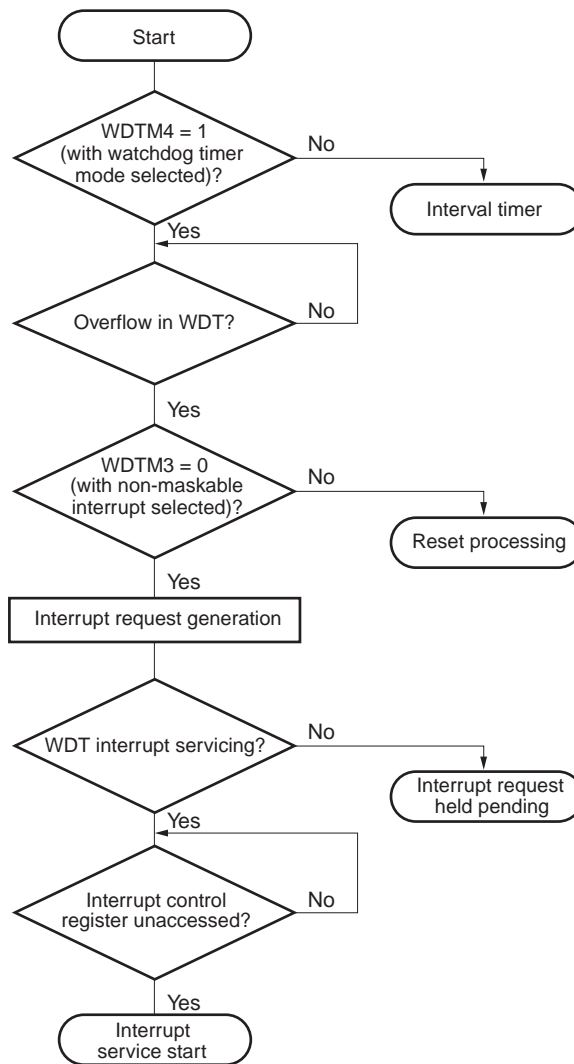 Start
WDTM4 = 1
(with watchdog timer
mode selected)?
No
Interval timer
Yes
Overflow in WDT?
No
Yes
WDTM3 = 0
(with non-maskable
interrupt selected)?
No
Reset processing
Yes
Interrupt request generation
WDT interrupt servicing?
No
Interrupt request
held pending
Yes
Interrupt control
register unaccessed?
No
Yes
Interrupt
service start